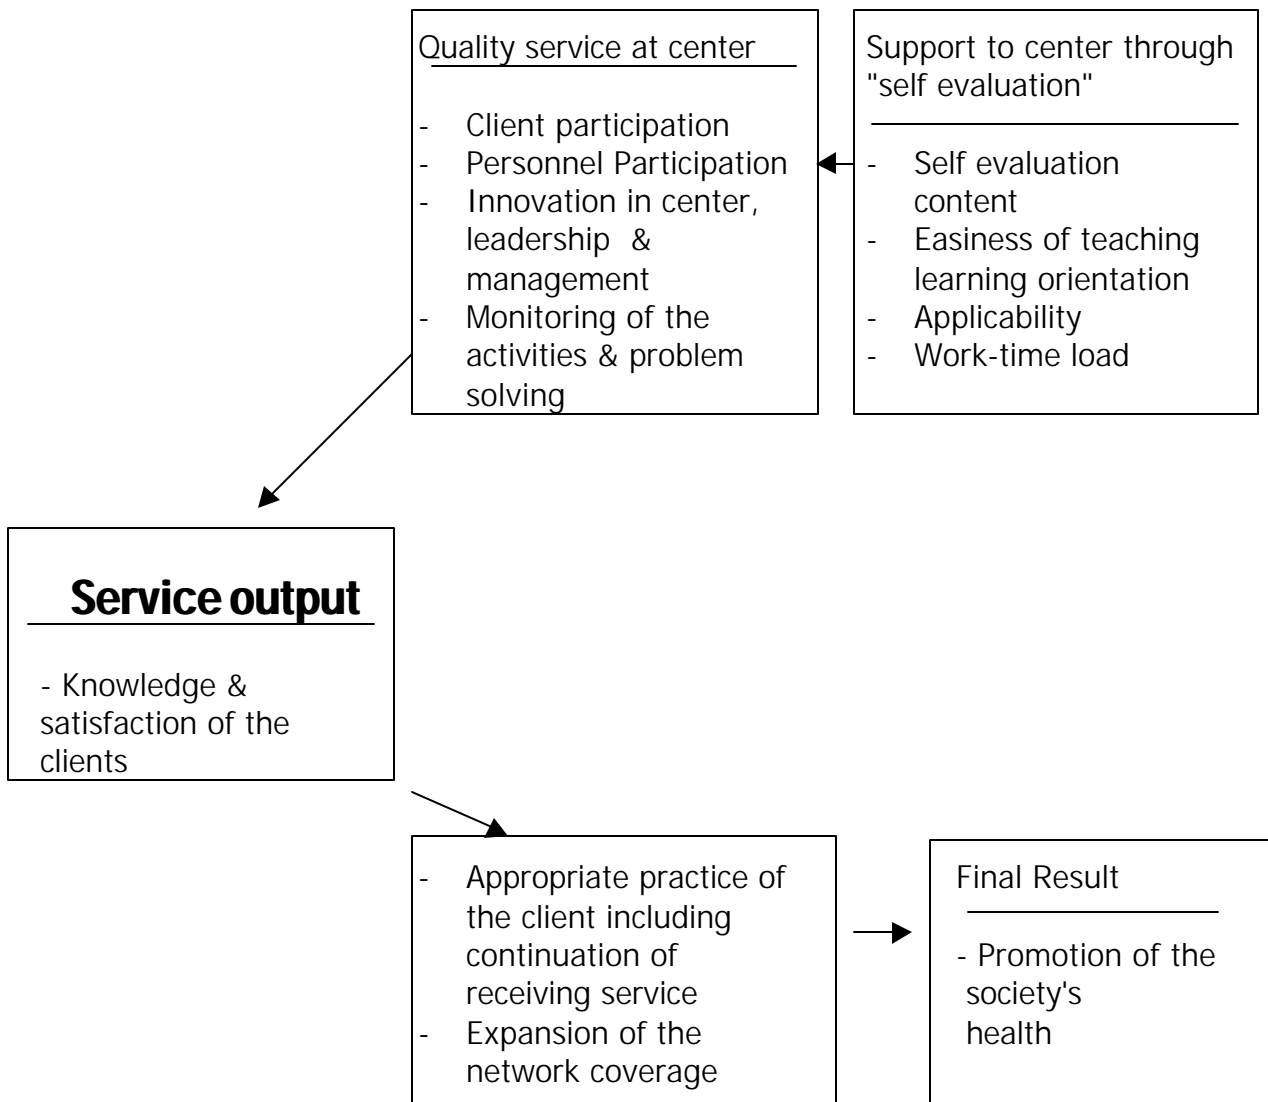 Quality service at center
- Client participation
- Personnel Participation
- Innovation in center,
leadership &
management
- Monitoring of the
activities & problem
solving
Support to center through
"self evaluation"
- Self evaluation
content
- Easiness of teaching
learning orientation
- Applicability
- Work-time load
Service output
- Knowledge &
satisfaction of the
clients
- Appropriate practice of
the client including
continuation of
receiving service
- Expansion of the
network coverage
Final Result
- Promotion of the
society's
health